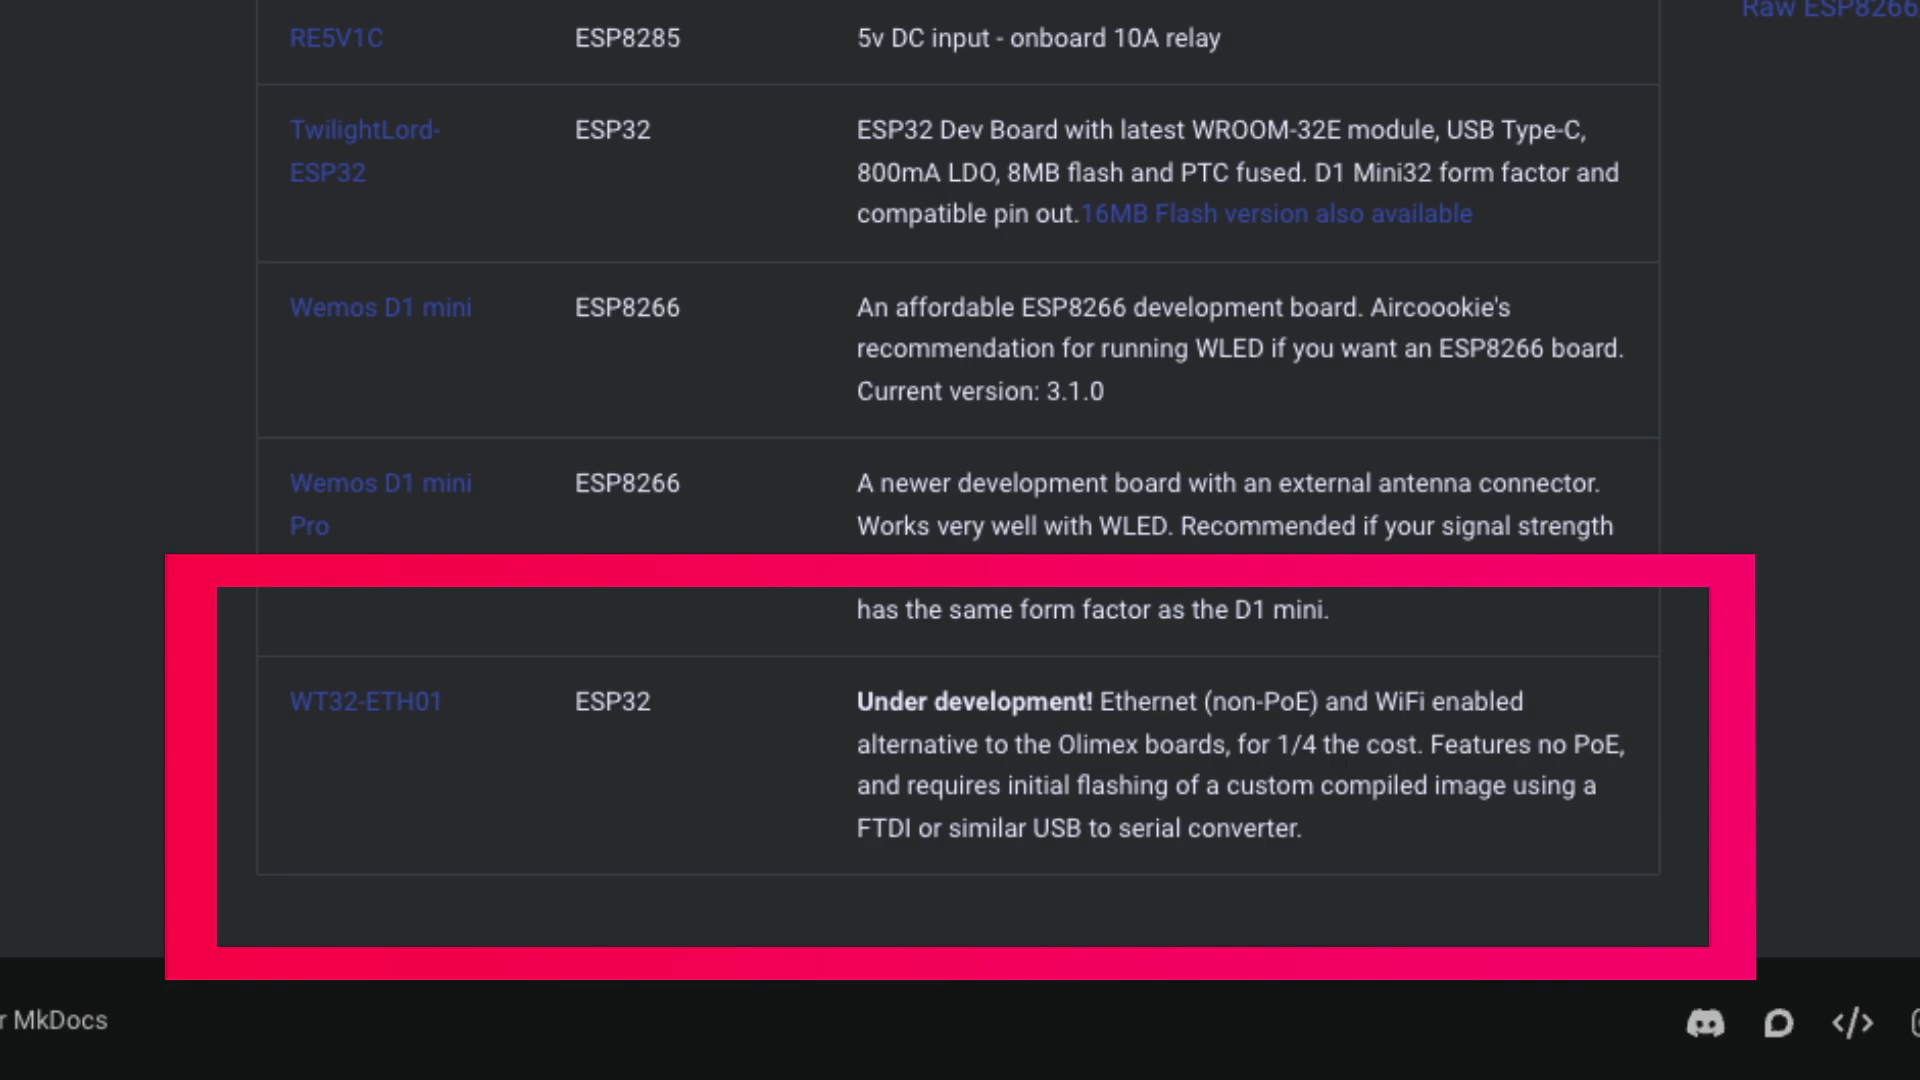 Raw ESP8266
RE5V1C ESP8285 5v DC input - onboard 10A relay
TwilightLord- ESP32 ESP32 Dev Board with latest WROOM-32E module, USB Type-C,
ESP32 800mA LDO, 8MB flash and PTC fused. D1 Mini32 form factor and
compatible pin out.16MB Flash version also available
Wemos D1 mini ESP8266 An affordable ESP8266 development board. Aircoookie's
recommendation for running WLED if you want an ESP8266 board.
Current version: 3.1.0
Wemos D1 mini ESP8266 A newer development board with an external antenna connector.
Pro Works very well with WLED. Recommended if your signal strength
has the same form factor as the D1 mini.
WT32-ETH01 ESP32 Under development! Ethernet (non-PoE) and WiFi enabled
alternative to the Olimex boards, for 1/4 the cost. Features no PoE,
and requires initial flashing of a custom compiled image using a
FTDI or similar USB to serial converter.
r MkDocs